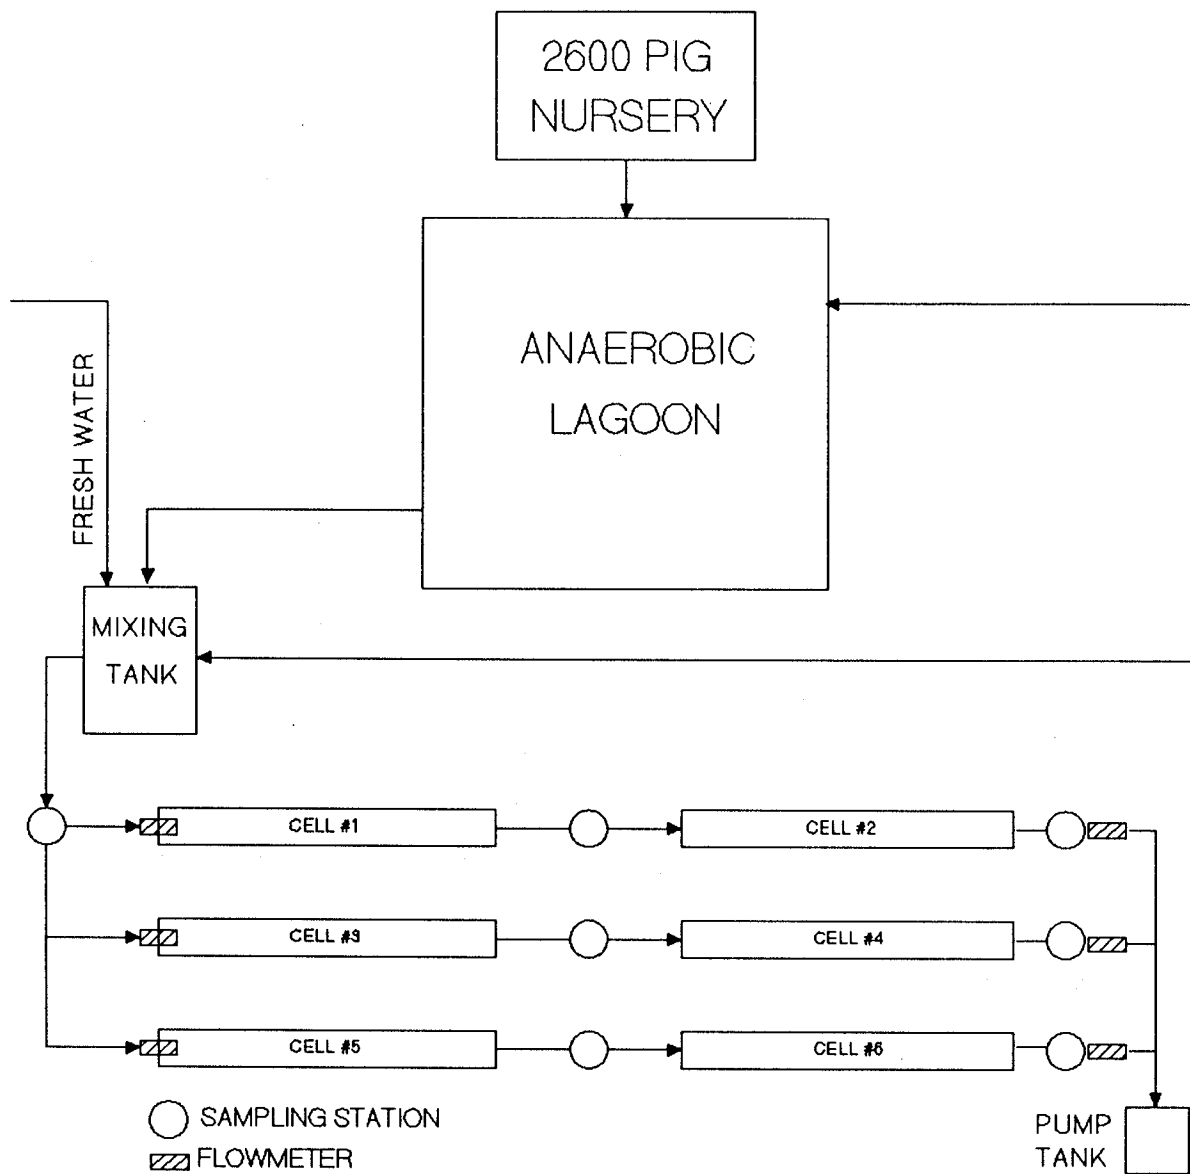 2600 PIG
NURSERY
ANAEROBIC
LAGOON
FRESH WATER
MIXING
TANK
CELL #1
CELL #2
CELL #3
CELL #4
CELL #5
CELL #6
SAMPLING STATION
FLOWMETER
PUMP
TANK